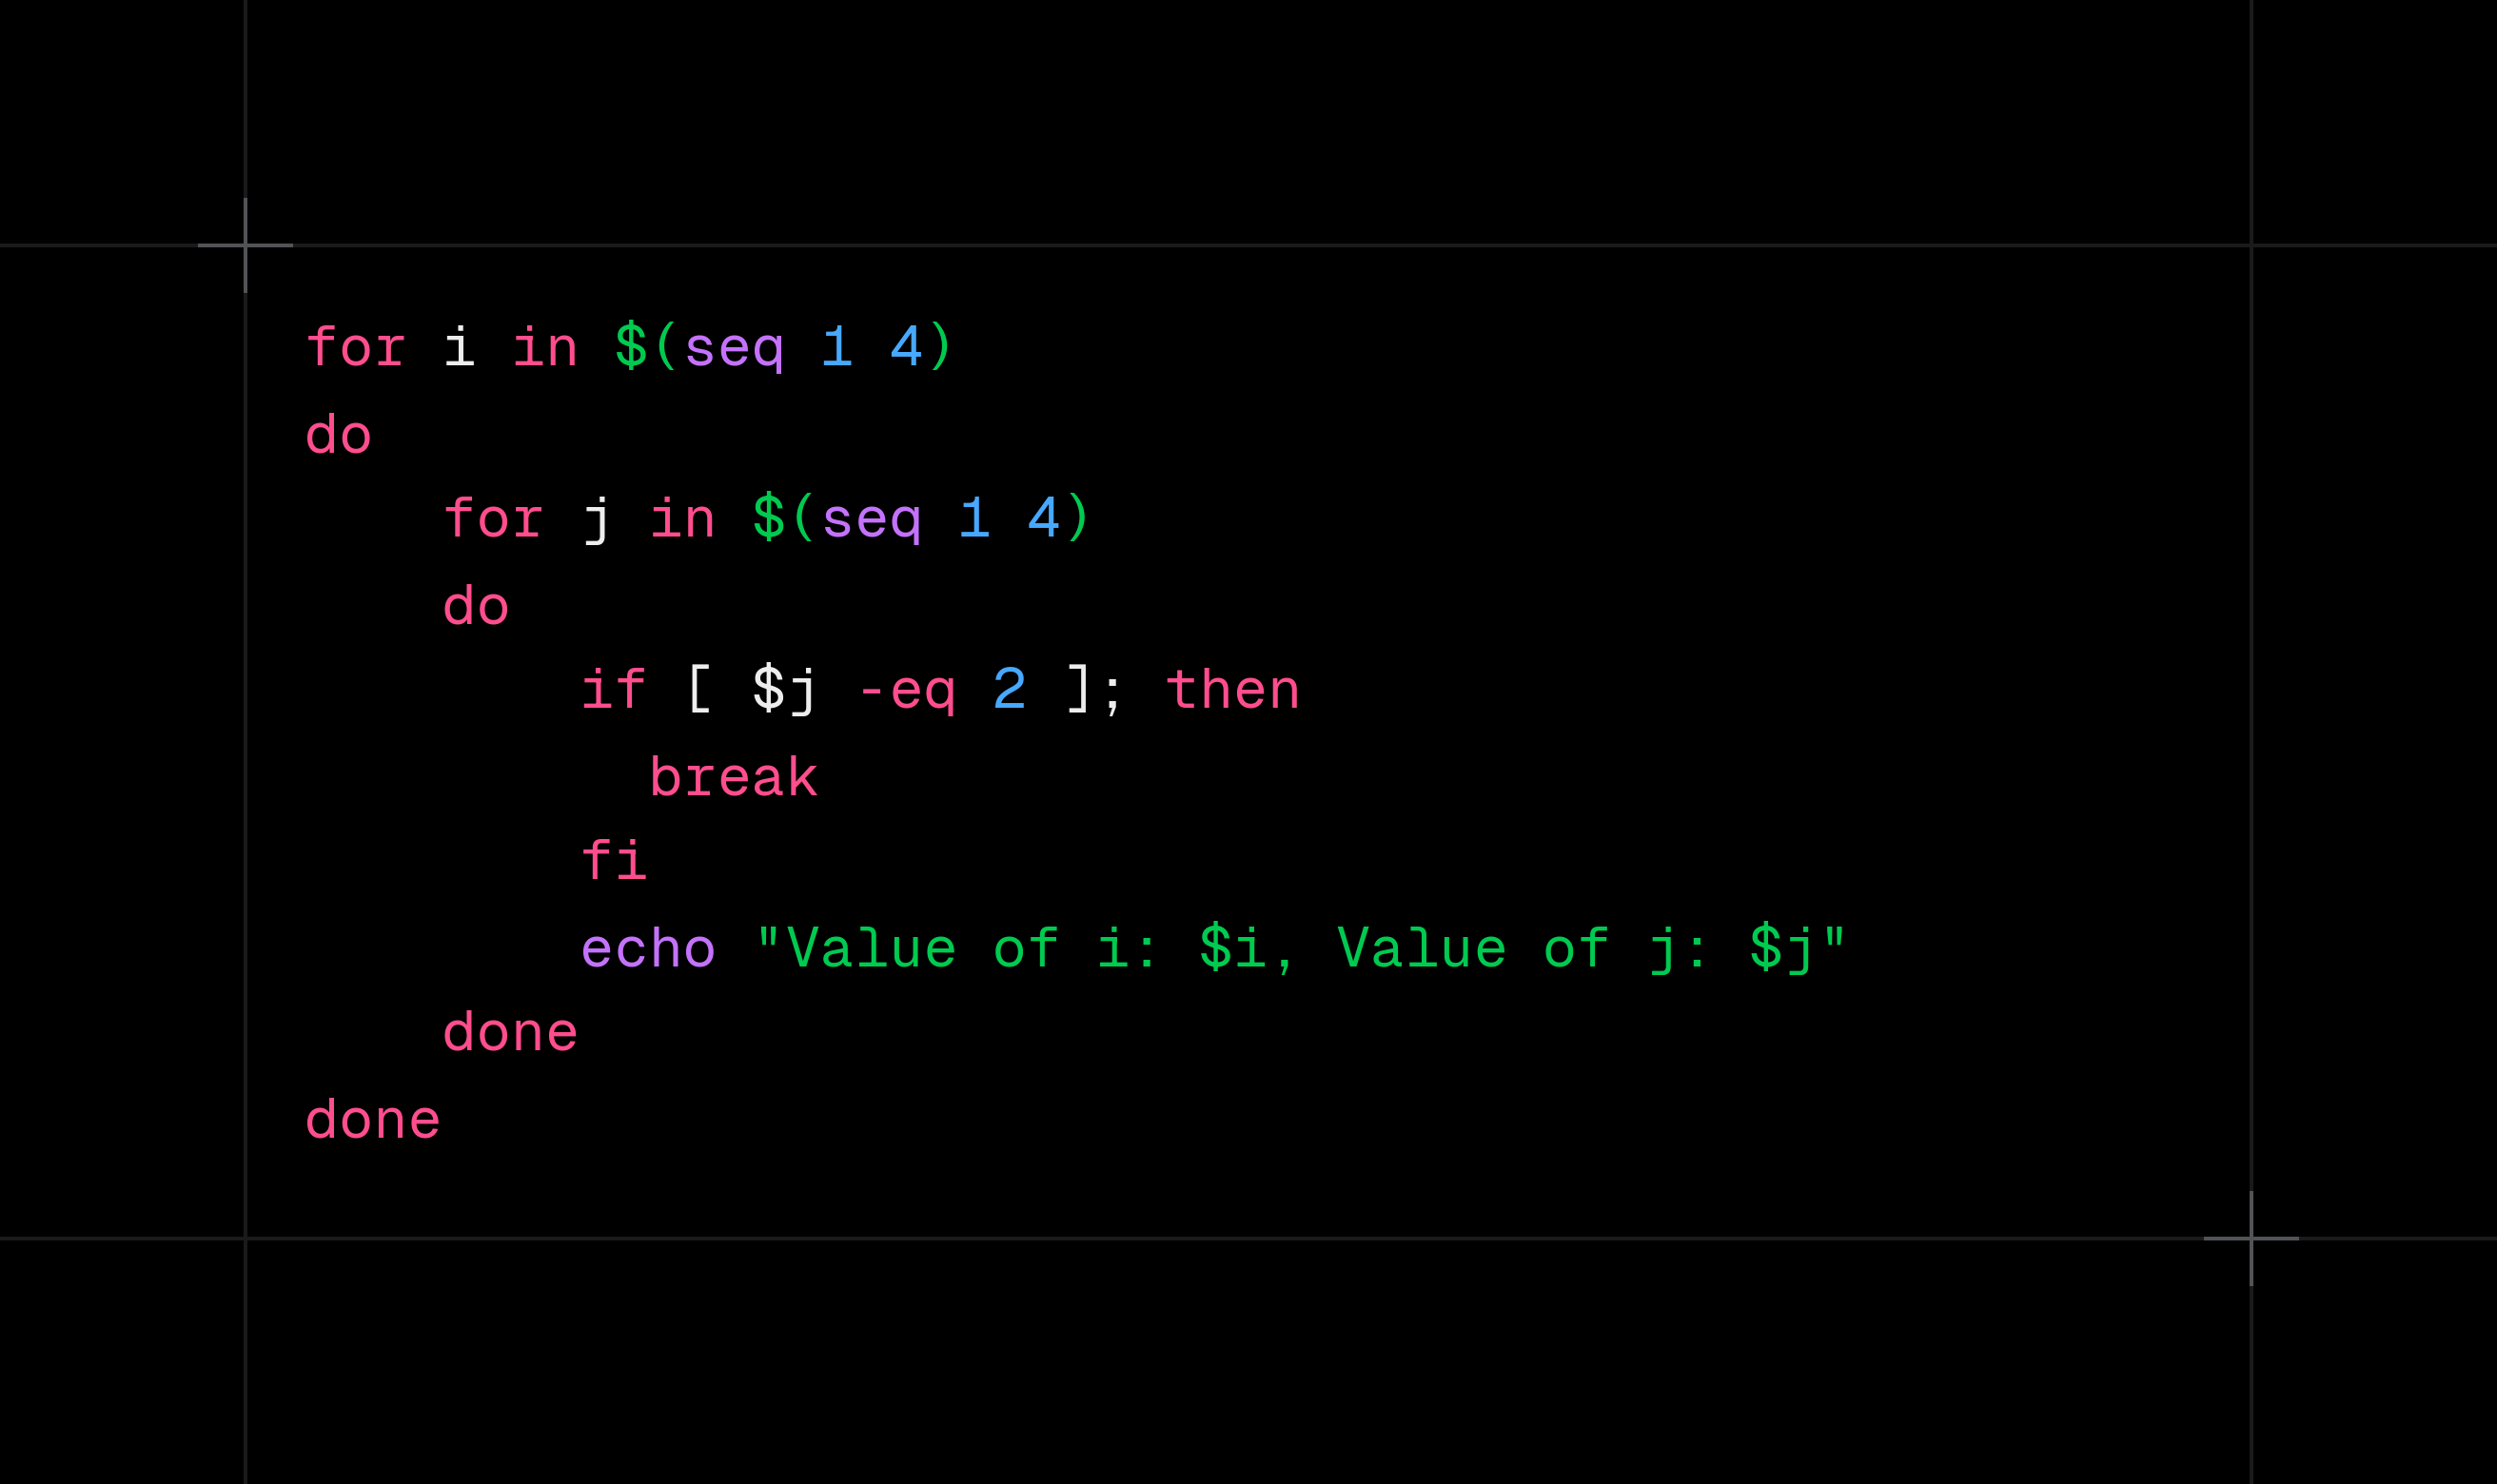 for i in $(seq 1 4)
do
    for j in $(seq 1 4)
    do
        if [ $j -eq 2 ]; then
          break
        fi
        echo "Value of i: $i, Value of j: $j"
    done
done